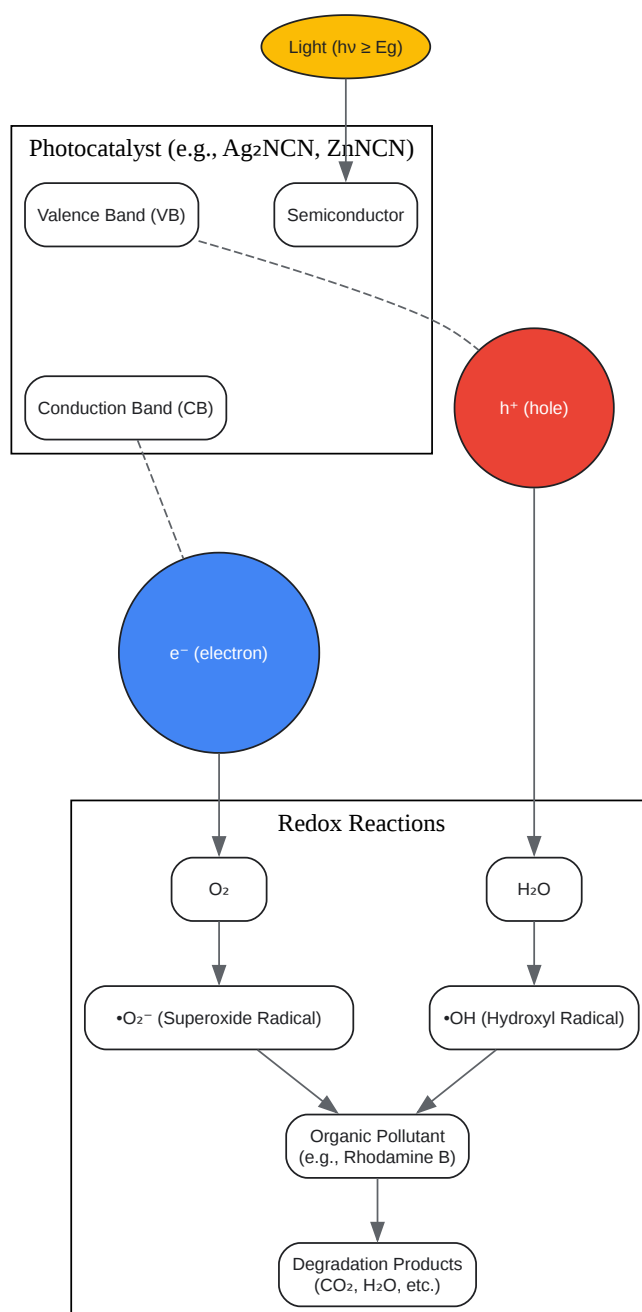 Light (hν ≥ Eg)
Photocatalyst (e.g., Ag₂NCN, ZnNCN)
Valence Band (VB)
Semiconductor
Conduction Band (CB)
h⁺ (hole)
e⁻ (electron)
Redox Reactions
O₂
H₂O
•O₂⁻ (Superoxide Radical)
•OH (Hydroxyl Radical)
Organic Pollutant
(e.g., Rhodamine B)
Degradation Products
(CO₂, H₂O, etc.)